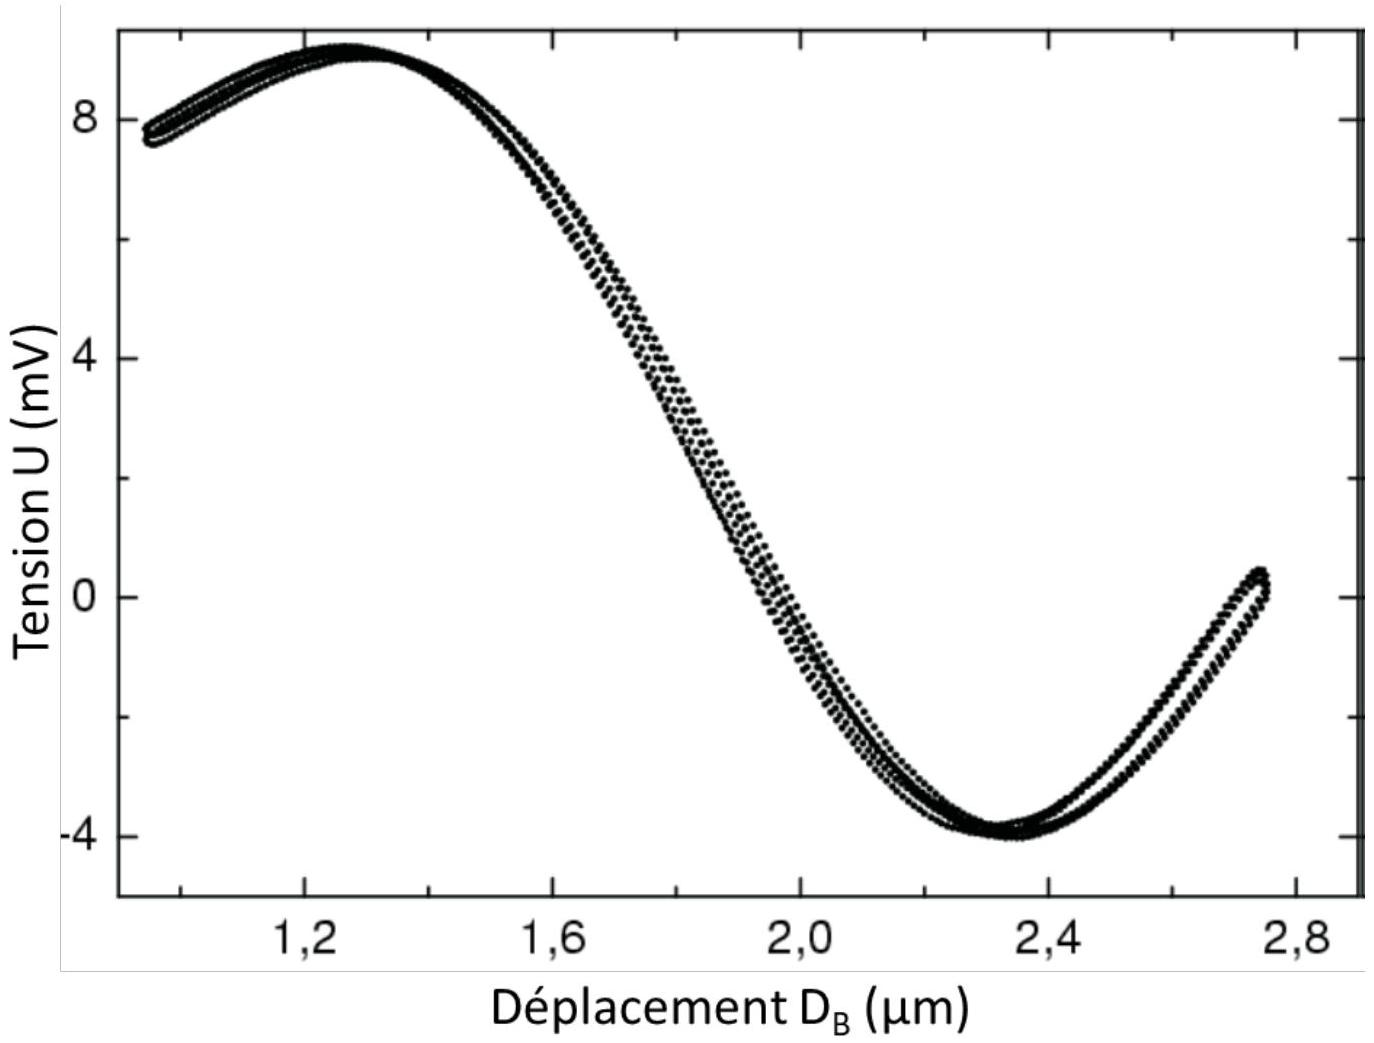 Tension U (mV)
8
4
0
-4
1,2 1,6 2,0 2,4 2,8
Déplacement D_B (μm)